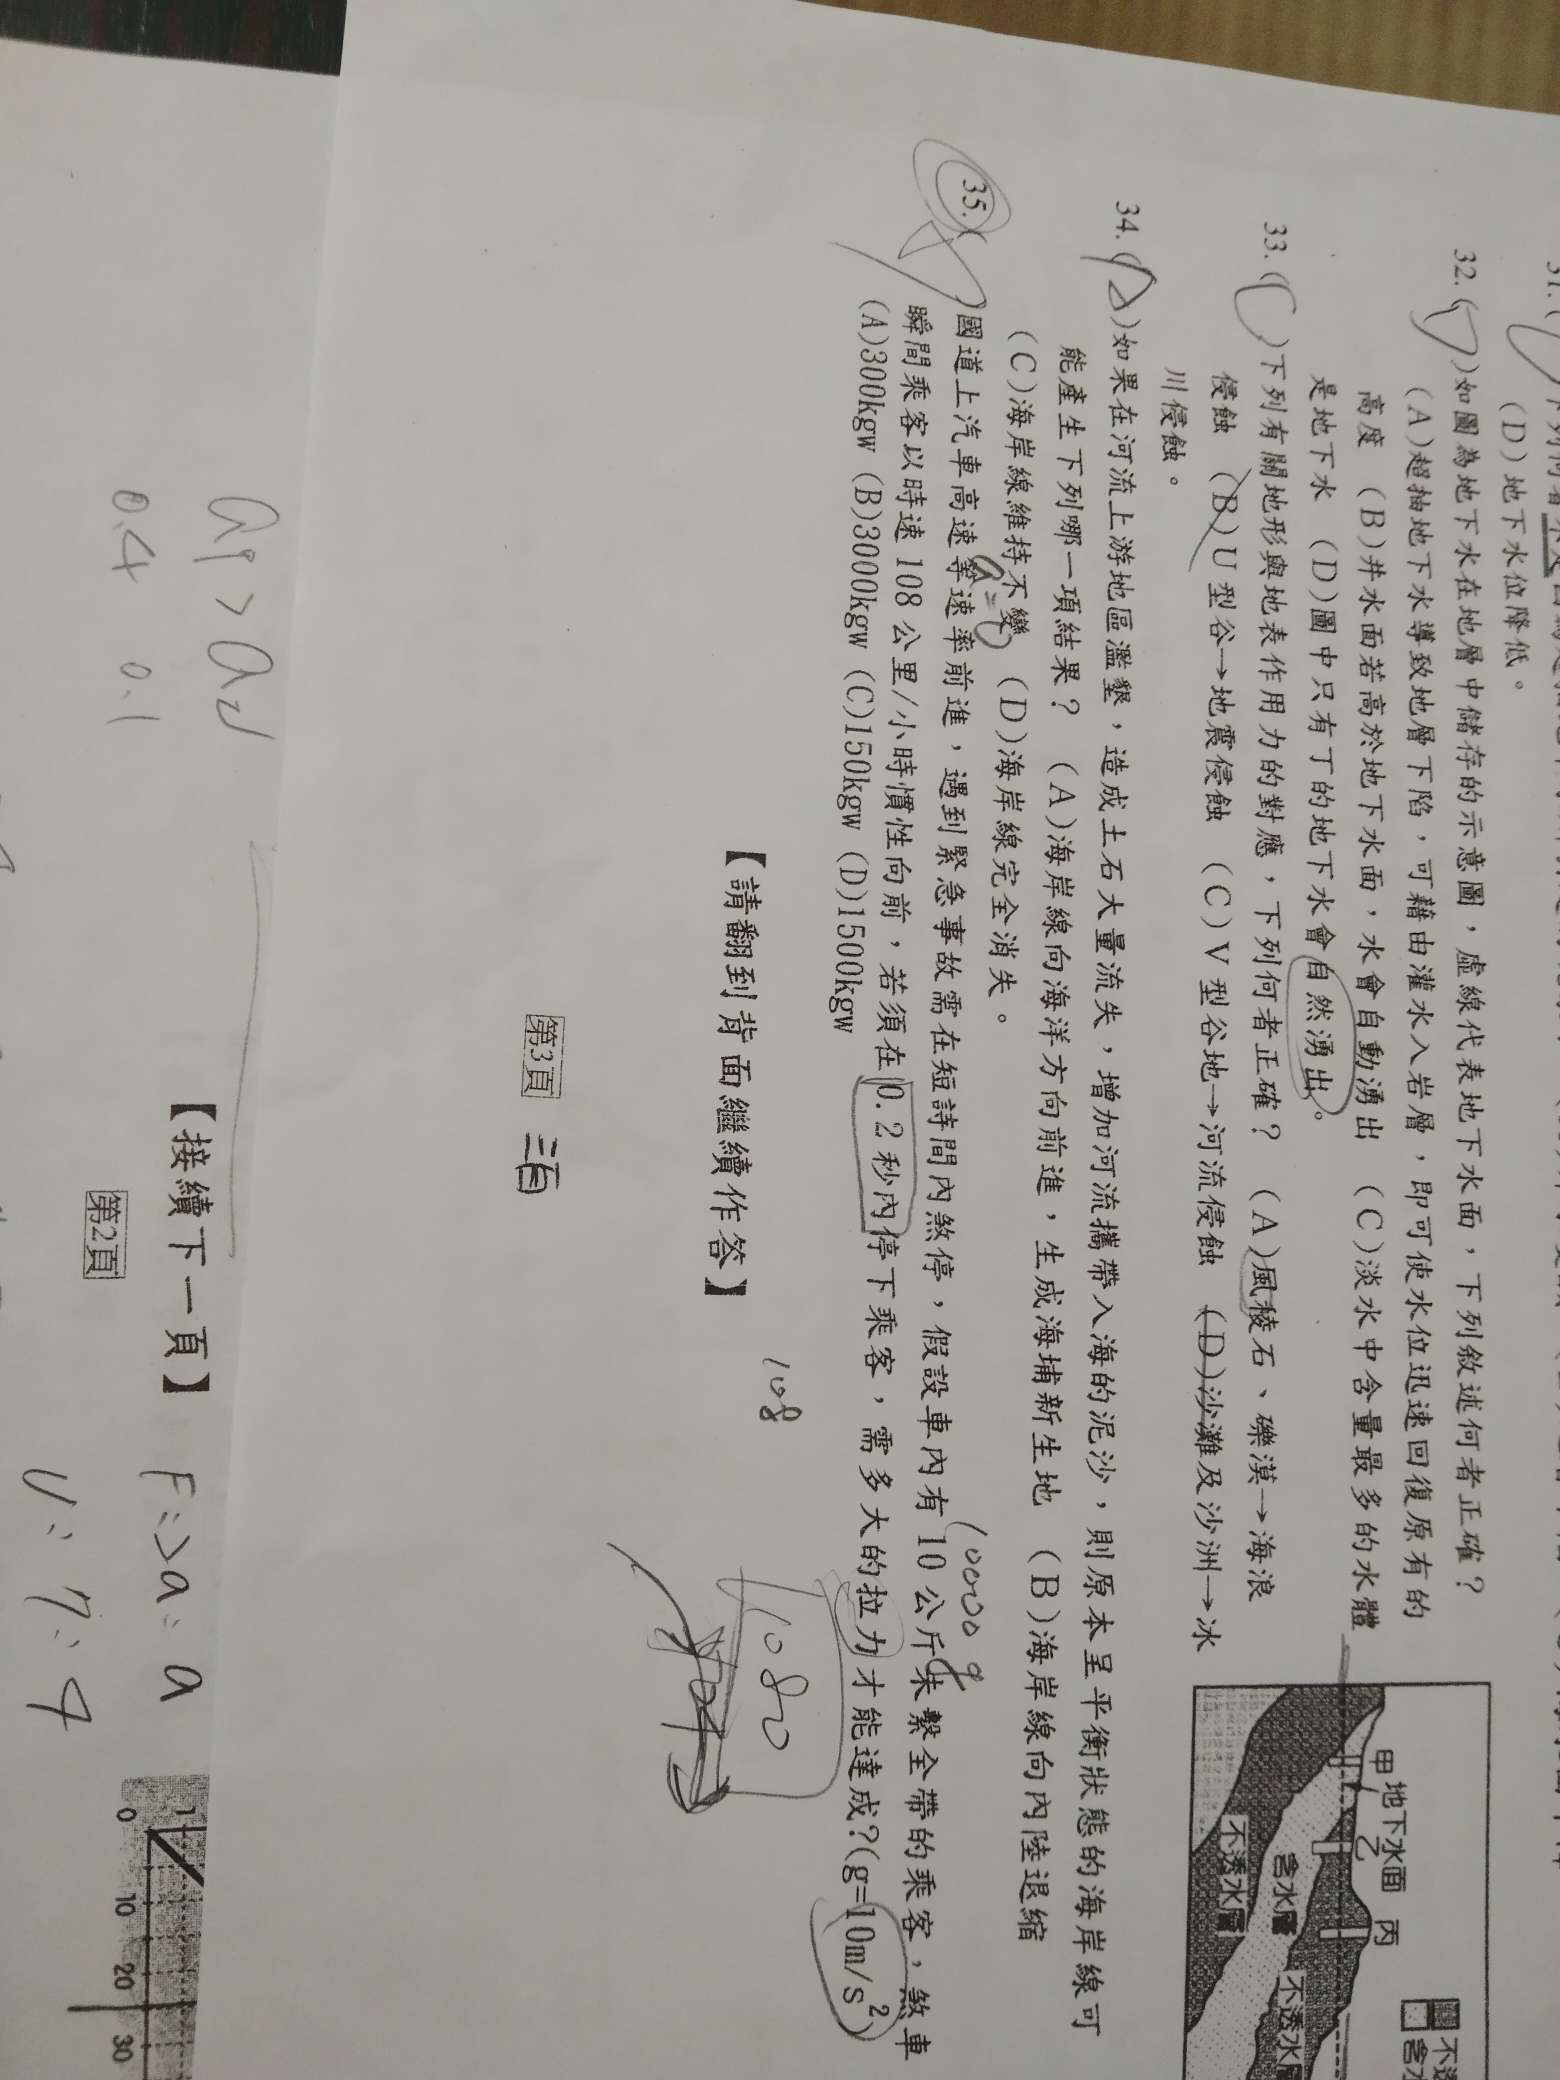 (D)地下水位降低。
32.( )如圖為地下水在地層中儲存的示意圖，虛線代表地下水面，下列敘述何者正確？
(A)超抽地下水導致地層下陷，可藉由灌水入岩層，即可使水位迅速回復原有的
高度 (B)井水面若高於地下水面，水會自動湧出 (C)淡水中含量最多的水體
是地下水 (D)圖中只有丁的地下水會自然湧出。
甲 地下水面
乙
丙
不透水層
含水層
不透水層
33.(C)下列有關地形與地表作用力的對應，下列何者正確？ (A)風稜石、礫漠→海浪
侵蝕 (B)U型谷→地震侵蝕 (C)V型谷地→河流侵蝕 (D)沙灘及沙洲→冰
川侵蝕。
34.( )如果在河流上游地區濫墾，造成土石大量流失，增加河流攜帶入海的泥沙，則原本呈平衡狀態的海岸線可
能產生下列哪一項結果？ (A)海岸線向海洋方向前進，生成海埔新生地 (B)海岸線向內陸退縮
(C)海岸線維持不變 (D)海岸線完全消失。
a=0
10000 g
35.( )國道上汽車高速等速率前進，遇到緊急事故需在短詩間內煞停，假設車內有10公斤未繫全帶的乘客，煞車
瞬間乘客以時速108公里/小時慣性向前，若須在0.2秒內停下乘客，需多大的拉力才能達成?(g=10m/s²)
(A)300kgw (B)3000kgw (C)150kgw (D)1500kgw
108
1080
【請翻到背面繼續作答】
第3頁
a1 > a2
0.4 0.1
【接續下一頁】
F=>a=a
第2頁
1
0 10 20 30